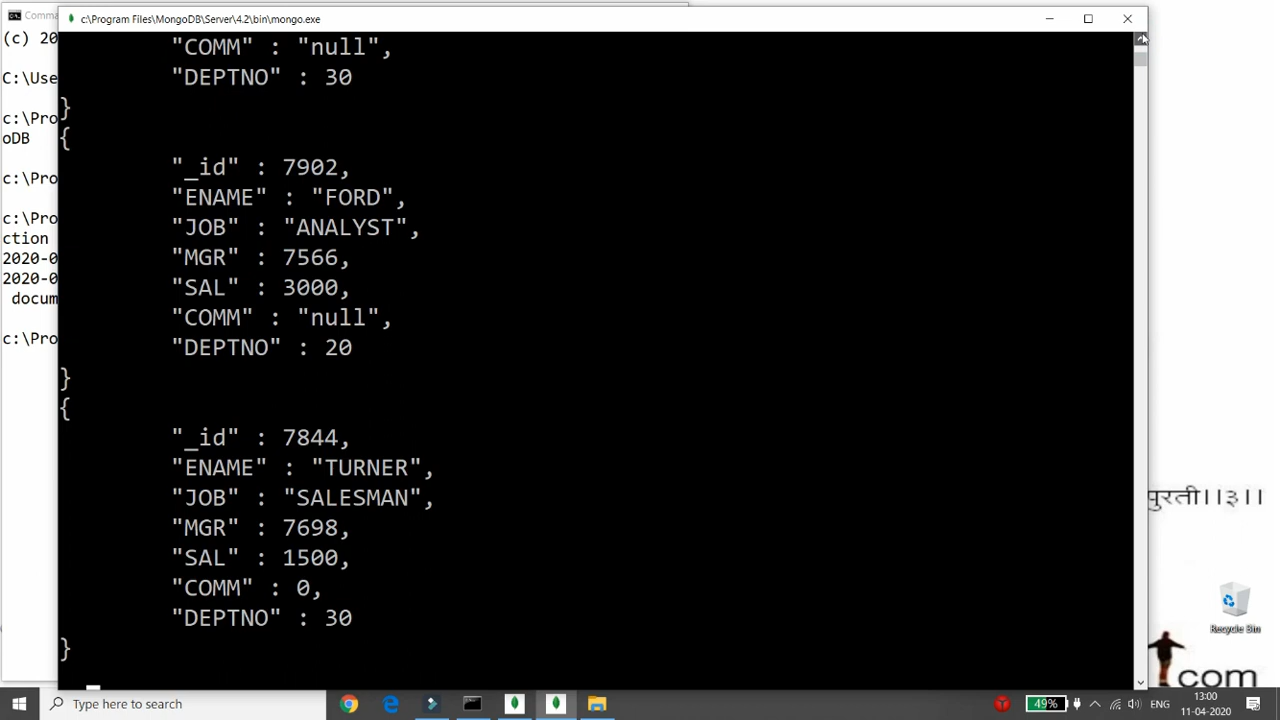 Comma
c:\Program Files\MongoDB\Server\4.2\bin\mongo.exe
(c) 20
C:\Use
c:\Pro
oDB
c:\Pro
c:\Pro
ction
2020-0
2020-0
docum
c:\Pro
"COMM" : "null",
"DEPTNO" : 30
}
{
"_id" : 7902,
"ENAME" : "FORD",
"JOB" : "ANALYST",
"MGR" : 7566,
"SAL" : 3000,
"COMM" : "null",
"DEPTNO" : 20
}
{
"_id" : 7844,
"ENAME" : "TURNER",
"JOB" : "SALESMAN",
"MGR" : 7698,
"SAL" : 1500,
"COMM" : 0,
"DEPTNO" : 30
}
पुरती।।३।।
Recycle Bin
com
Type here to search
49%
ENG
13:00
11-04-2020